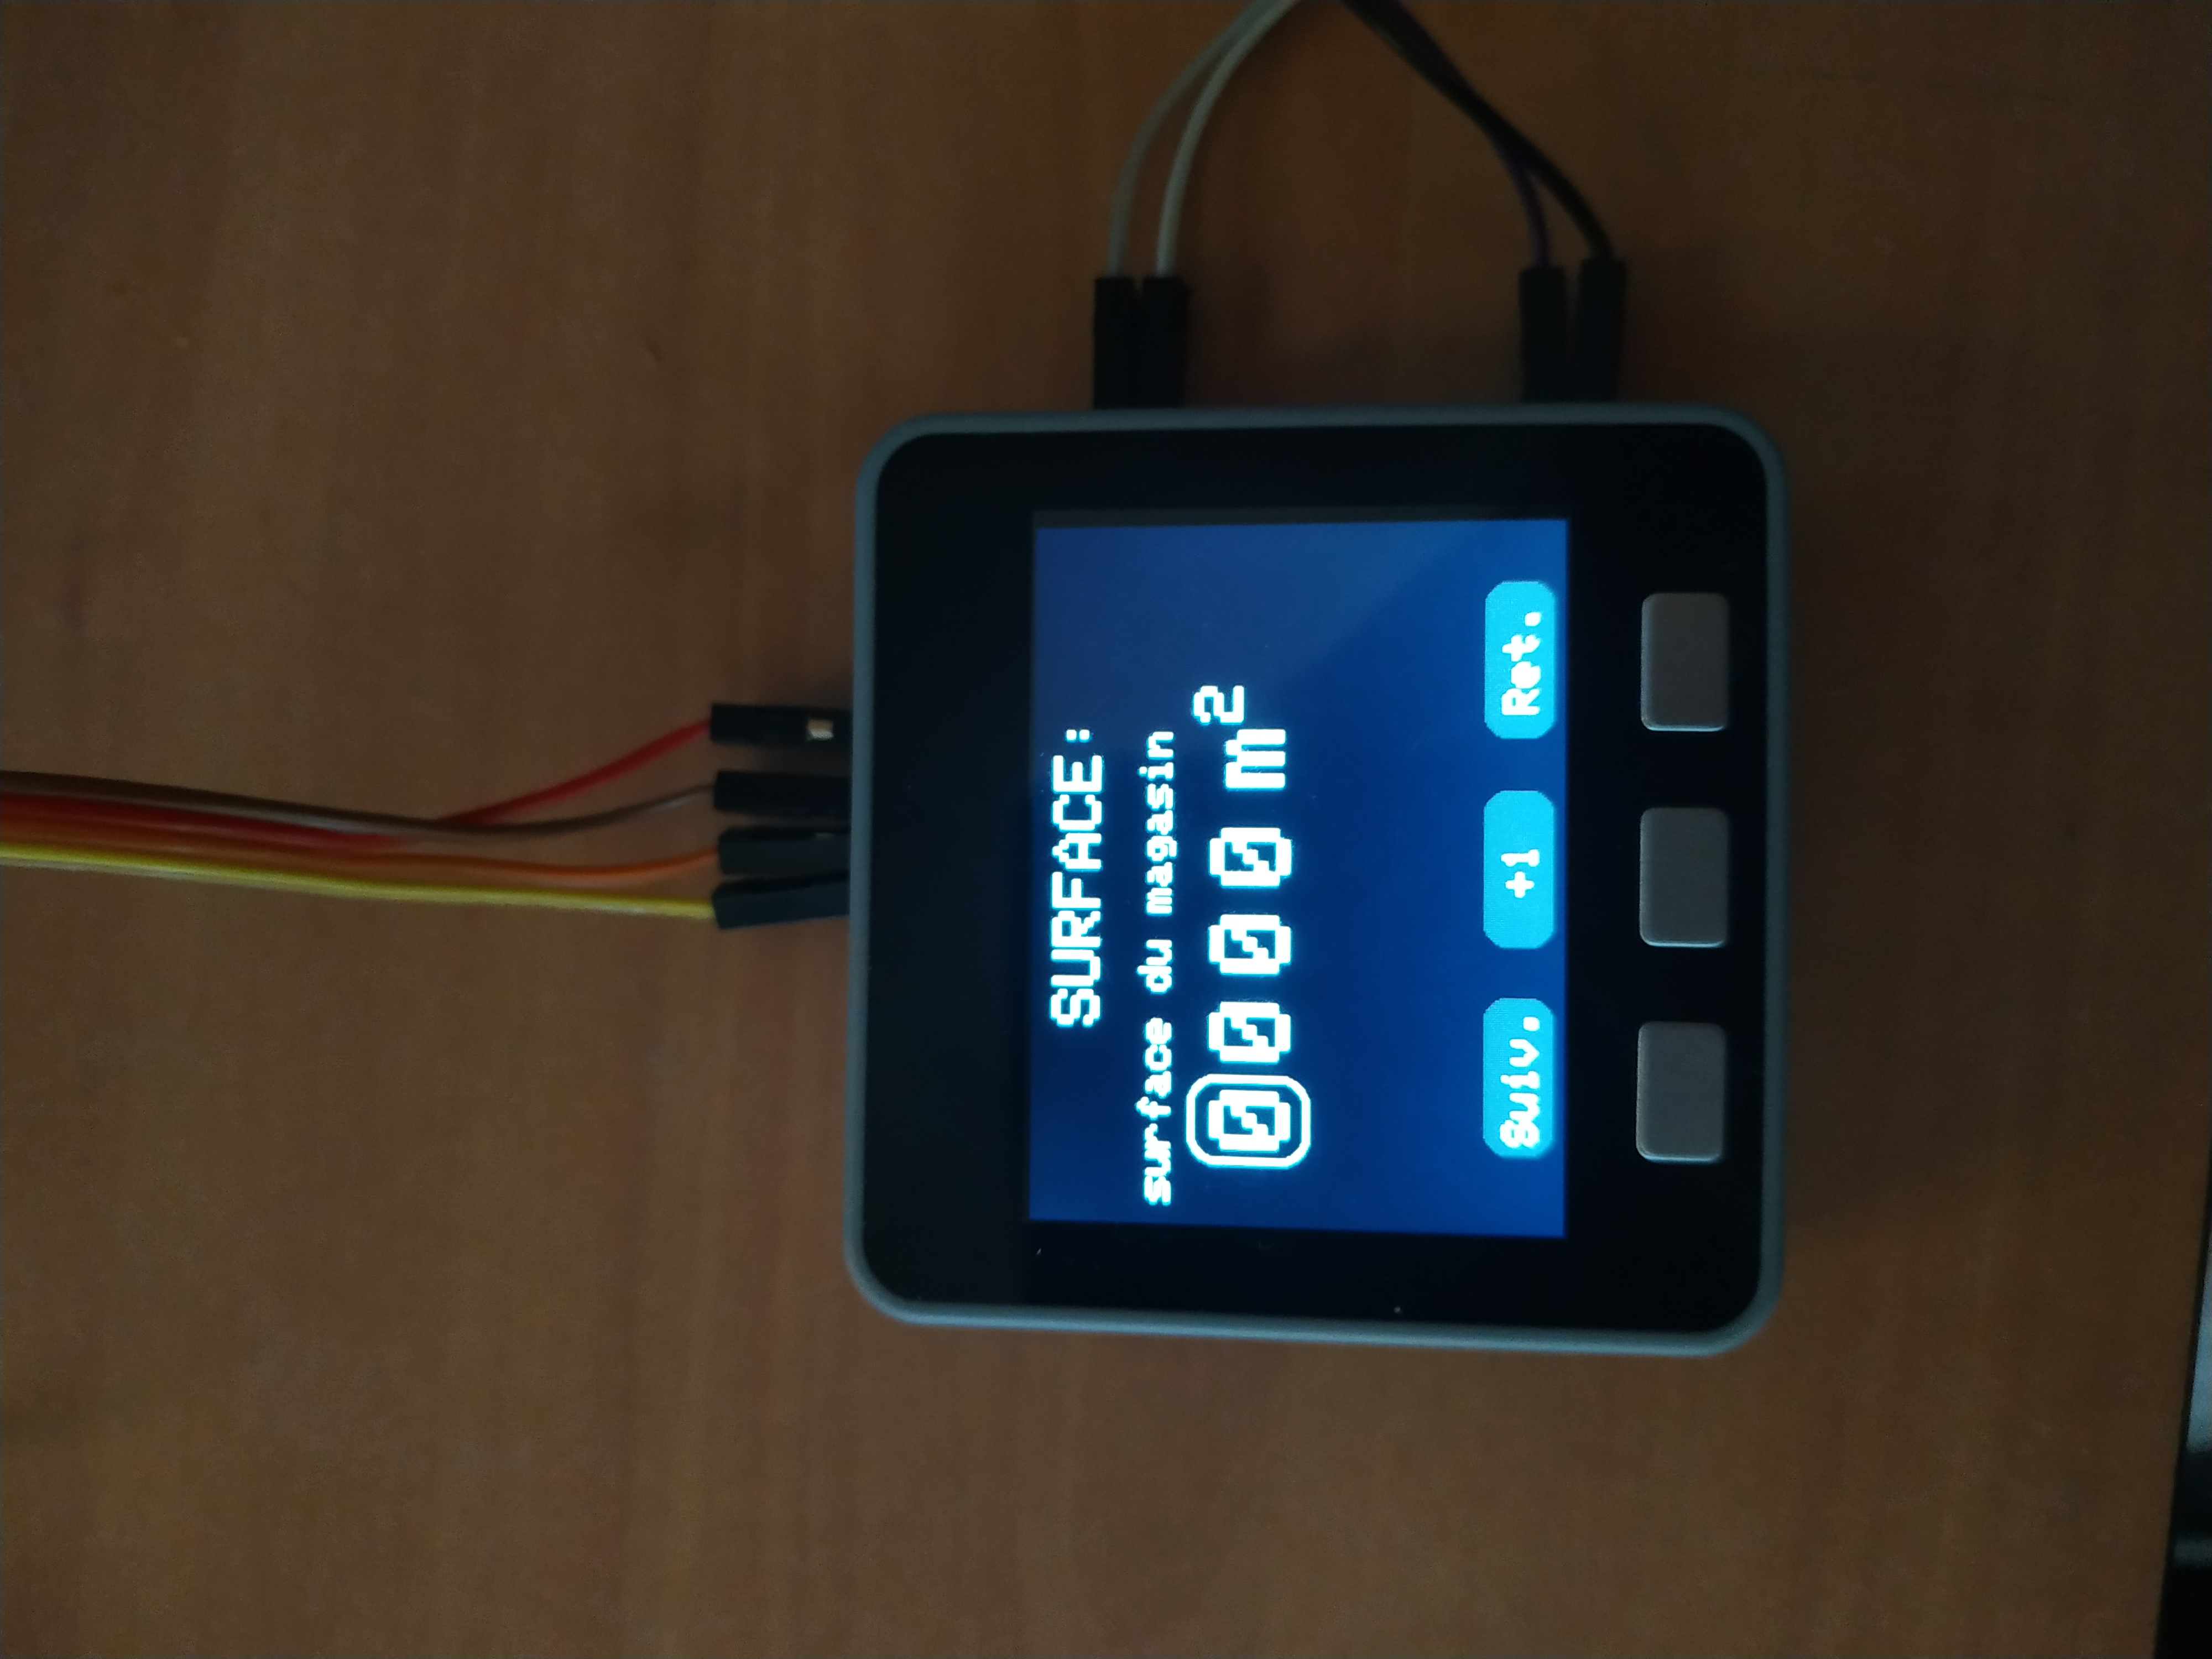 SURFACE:
surface du magasin
0000 m²
Suiv. +1 Ret.